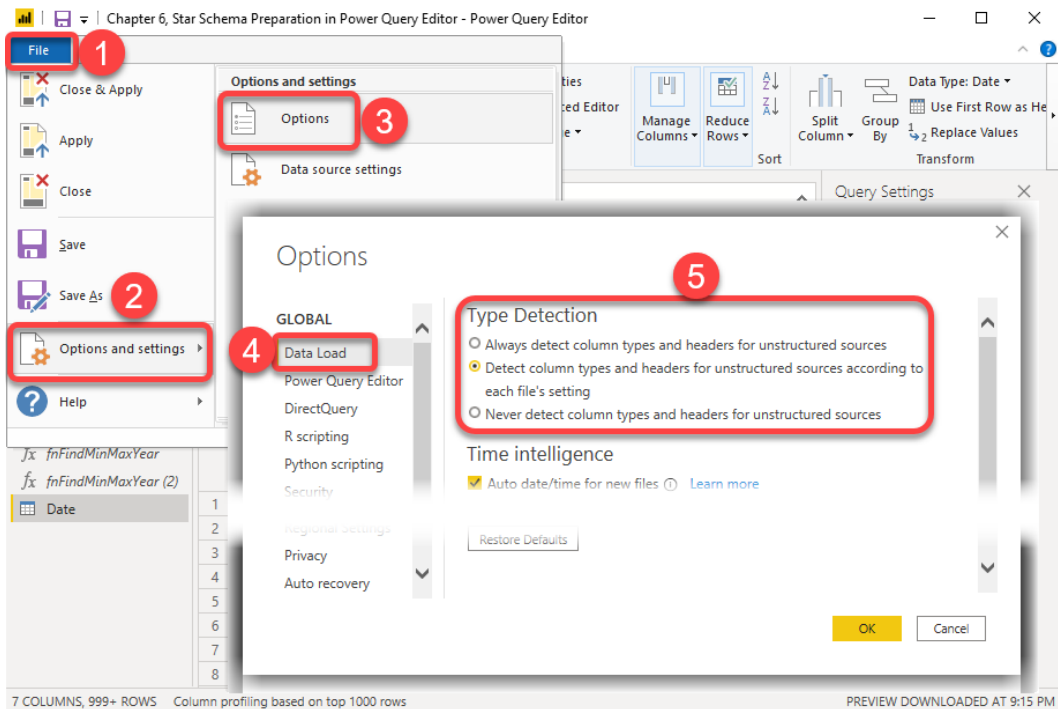 Chapter 6, Star Schema Preparation in Power Query Editor - Power Query Editor
File
1
Close & Apply
Apply
Close
Save
Save As
2
Options and settings
Help
Options and settings
Options
3
Data source settings
ties
ced Editor
e
Manage
Columns
Reduce
Rows
Sort
Split
Column
Group
By
Data Type: Date
Use First Row as He
Replace Values
Transform
Query Settings
Options
5
GLOBAL
4
Data Load
Power Query Editor
DirectQuery
R scripting
Python scripting
Security
Regional Settings
Privacy
Auto recovery
Type Detection
Always detect column types and headers for unstructured sources
Detect column types and headers for unstructured sources according to
each file's setting
Never detect column types and headers for unstructured sources
Time intelligence
Auto date/time for new files Learn more
Restore Defaults
OK
Cancel
fx fnFindMinMaxYear
fx fnFindMinMaxYear (2)
Date
1
2
3
4
5
6
7
8
7 COLUMNS, 999+ ROWS Column profiling based on top 1000 rows
PREVIEW DOWNLOADED AT 9:15 PM